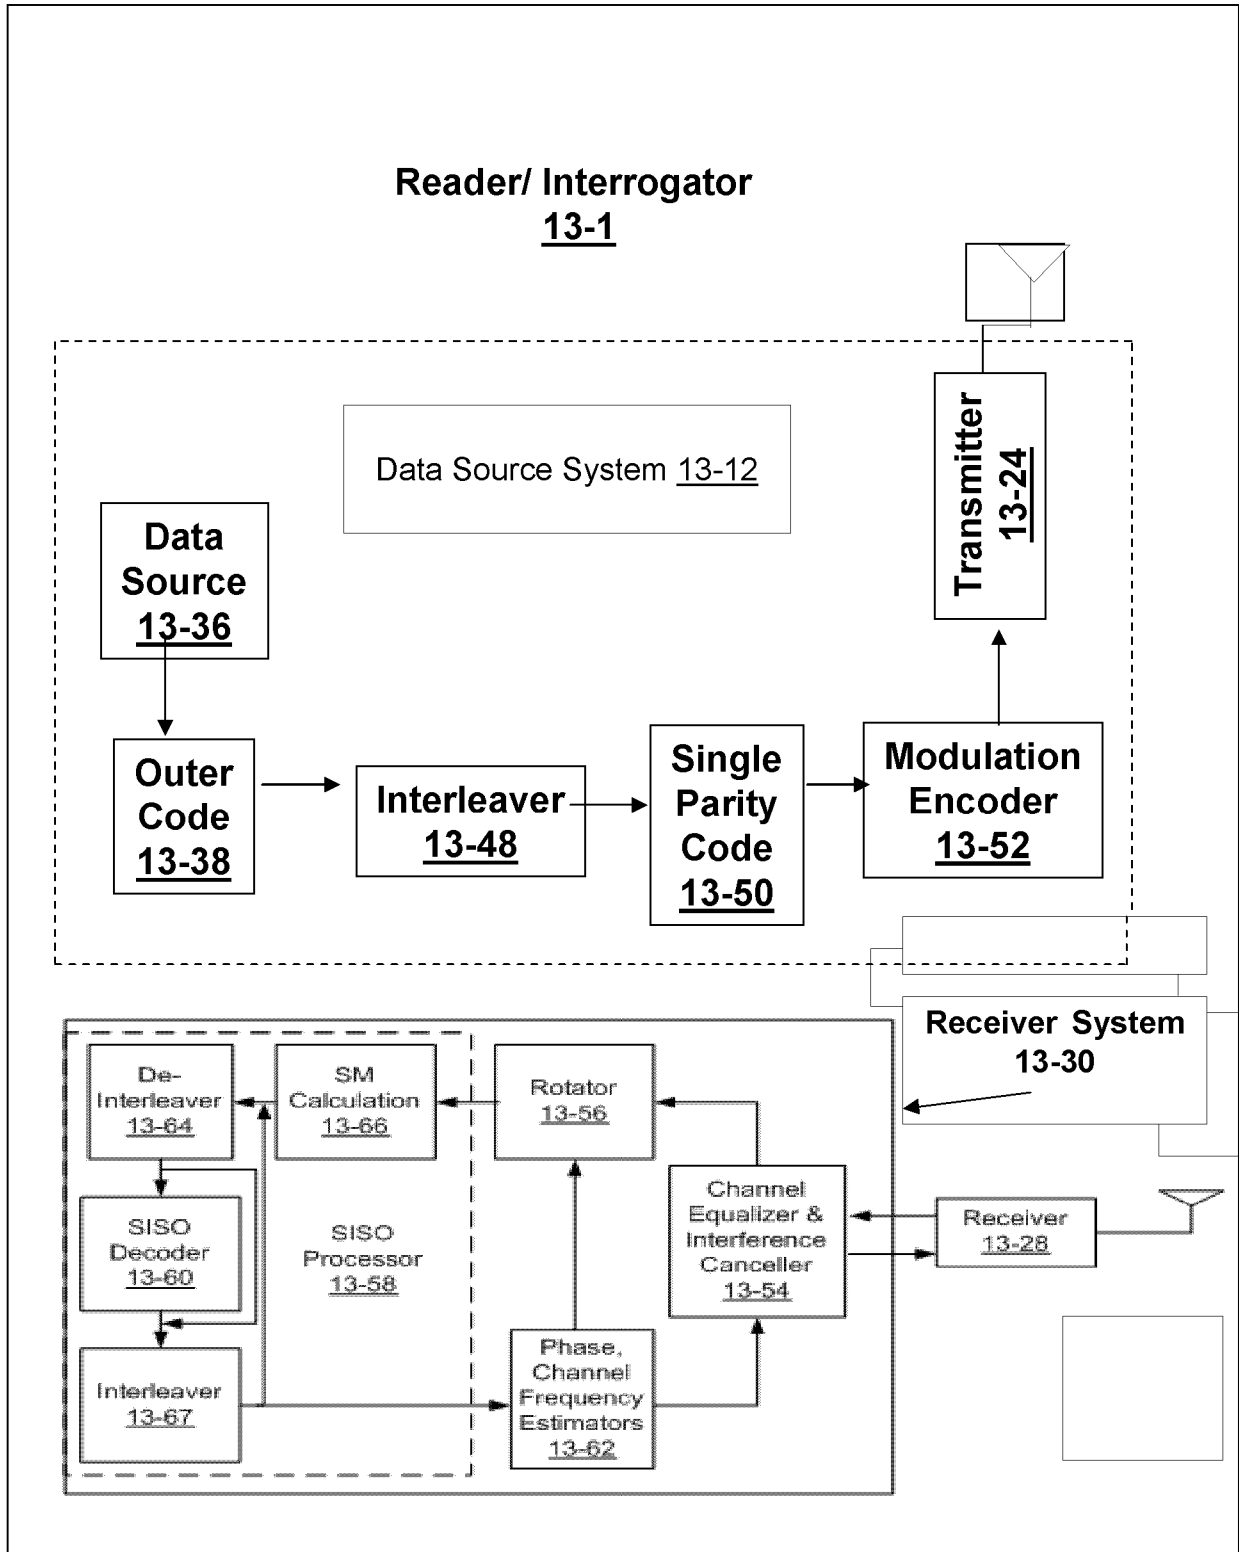 Reader/ Interrogator
13-1
Data Source System 13-12
Transmitter
13-24
Data
Source
13-36
Outer
Code
13-38
Interleaver
13-48
Single
Parity
Code
13-50
Modulation
Encoder
13-52
Receiver System
13-30
De-
Interleaver
13-64
SM
Calculation
13-66
Rotator
13-56
Channel
Equalizer &
Interference
Canceller
13-54
Receiver
13-28
SISO
Decoder
13-60
SISO
Processor
13-58
Interleaver
13-67
Phase,
Channel
Frequency
Estimators
13-62